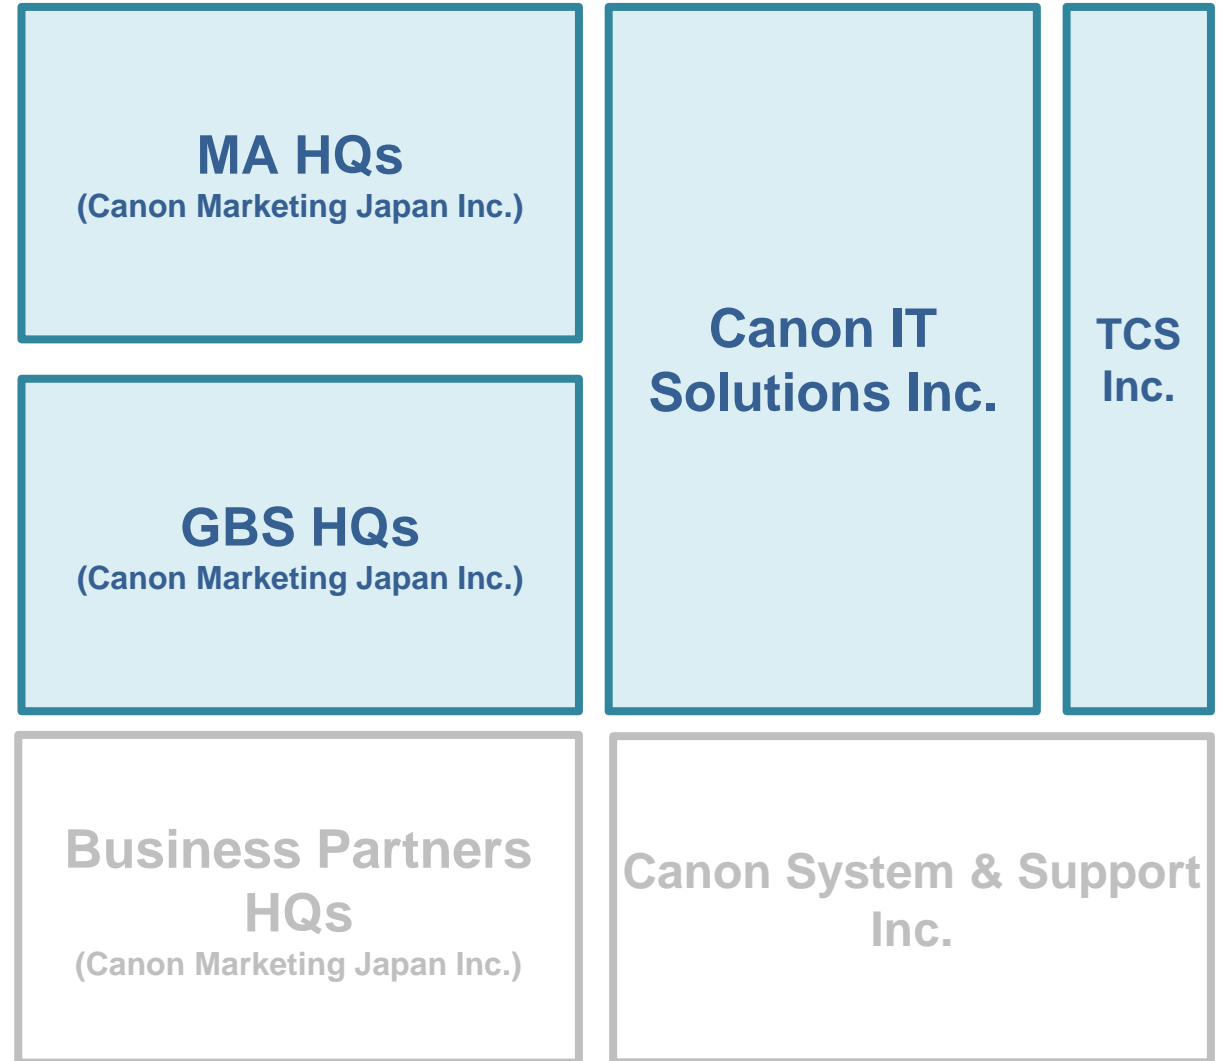 MA HQs
(Canon Marketing Japan Inc.)
GBS HQs
(Canon Marketing Japan Inc.)
Canon IT
Solutions Inc.
TCS
Inc.
Business Partners
HQs
(Canon Marketing Japan Inc.)
Canon System & Support
Inc.